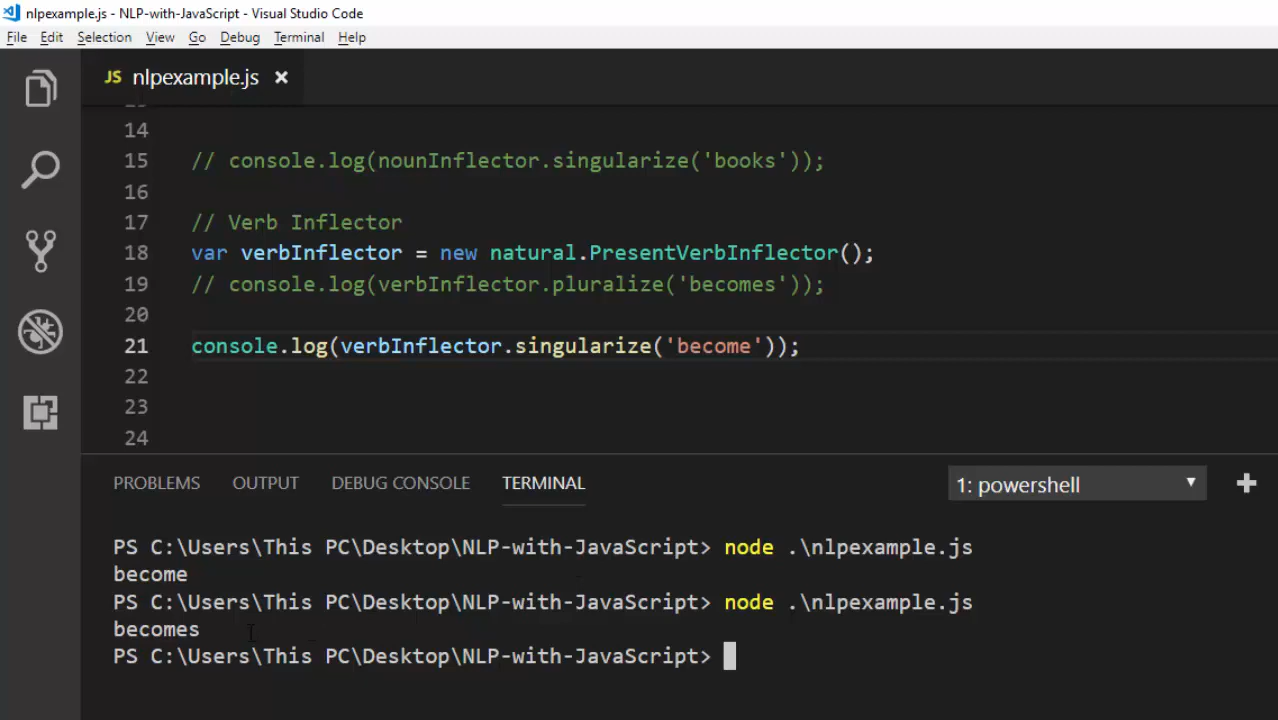 nlpexample.js - NLP-with-JavaScript - Visual Studio Code
File Edit Selection View Go Debug Terminal Help
JS nlpexample.js ×
14
15 // console.log(nounInflector.singularize('books'));
16
17 // Verb Inflector
18 var verbInflector = new natural.PresentVerbInflector();
19 // console.log(verbInflector.pluralize('becomes'));
20
21 console.log(verbInflector.singularize('become'));
22
23
24
PROBLEMS OUTPUT DEBUG CONSOLE TERMINAL 1: powershell
PS C:\Users\This PC\Desktop\NLP-with-JavaScript> node .\nlpexample.js
become
PS C:\Users\This PC\Desktop\NLP-with-JavaScript> node .\nlpexample.js
becomes
PS C:\Users\This PC\Desktop\NLP-with-JavaScript>